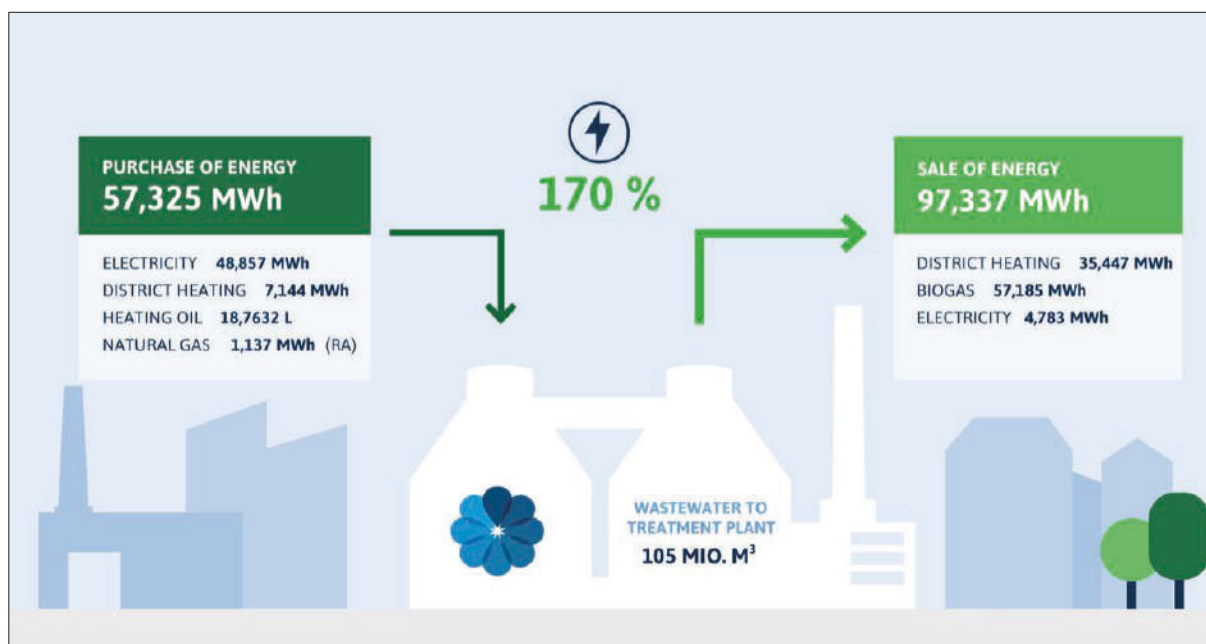 PURCHASE OF ENERGY
57,325 MWh
ELECTRICITY 48,857 MWh
DISTRICT HEATING 7,144 MWh
HEATING OIL 18,7632 L
NATURAL GAS 1,137 MWh (RA)
170 %
SALE OF ENERGY
97,337 MWh
DISTRICT HEATING 35,447 MWh
BIOGAS 57,185 MWh
ELECTRICITY 4,783 MWh
WASTEWATER TO
TREATMENT PLANT
105 MIO. M³